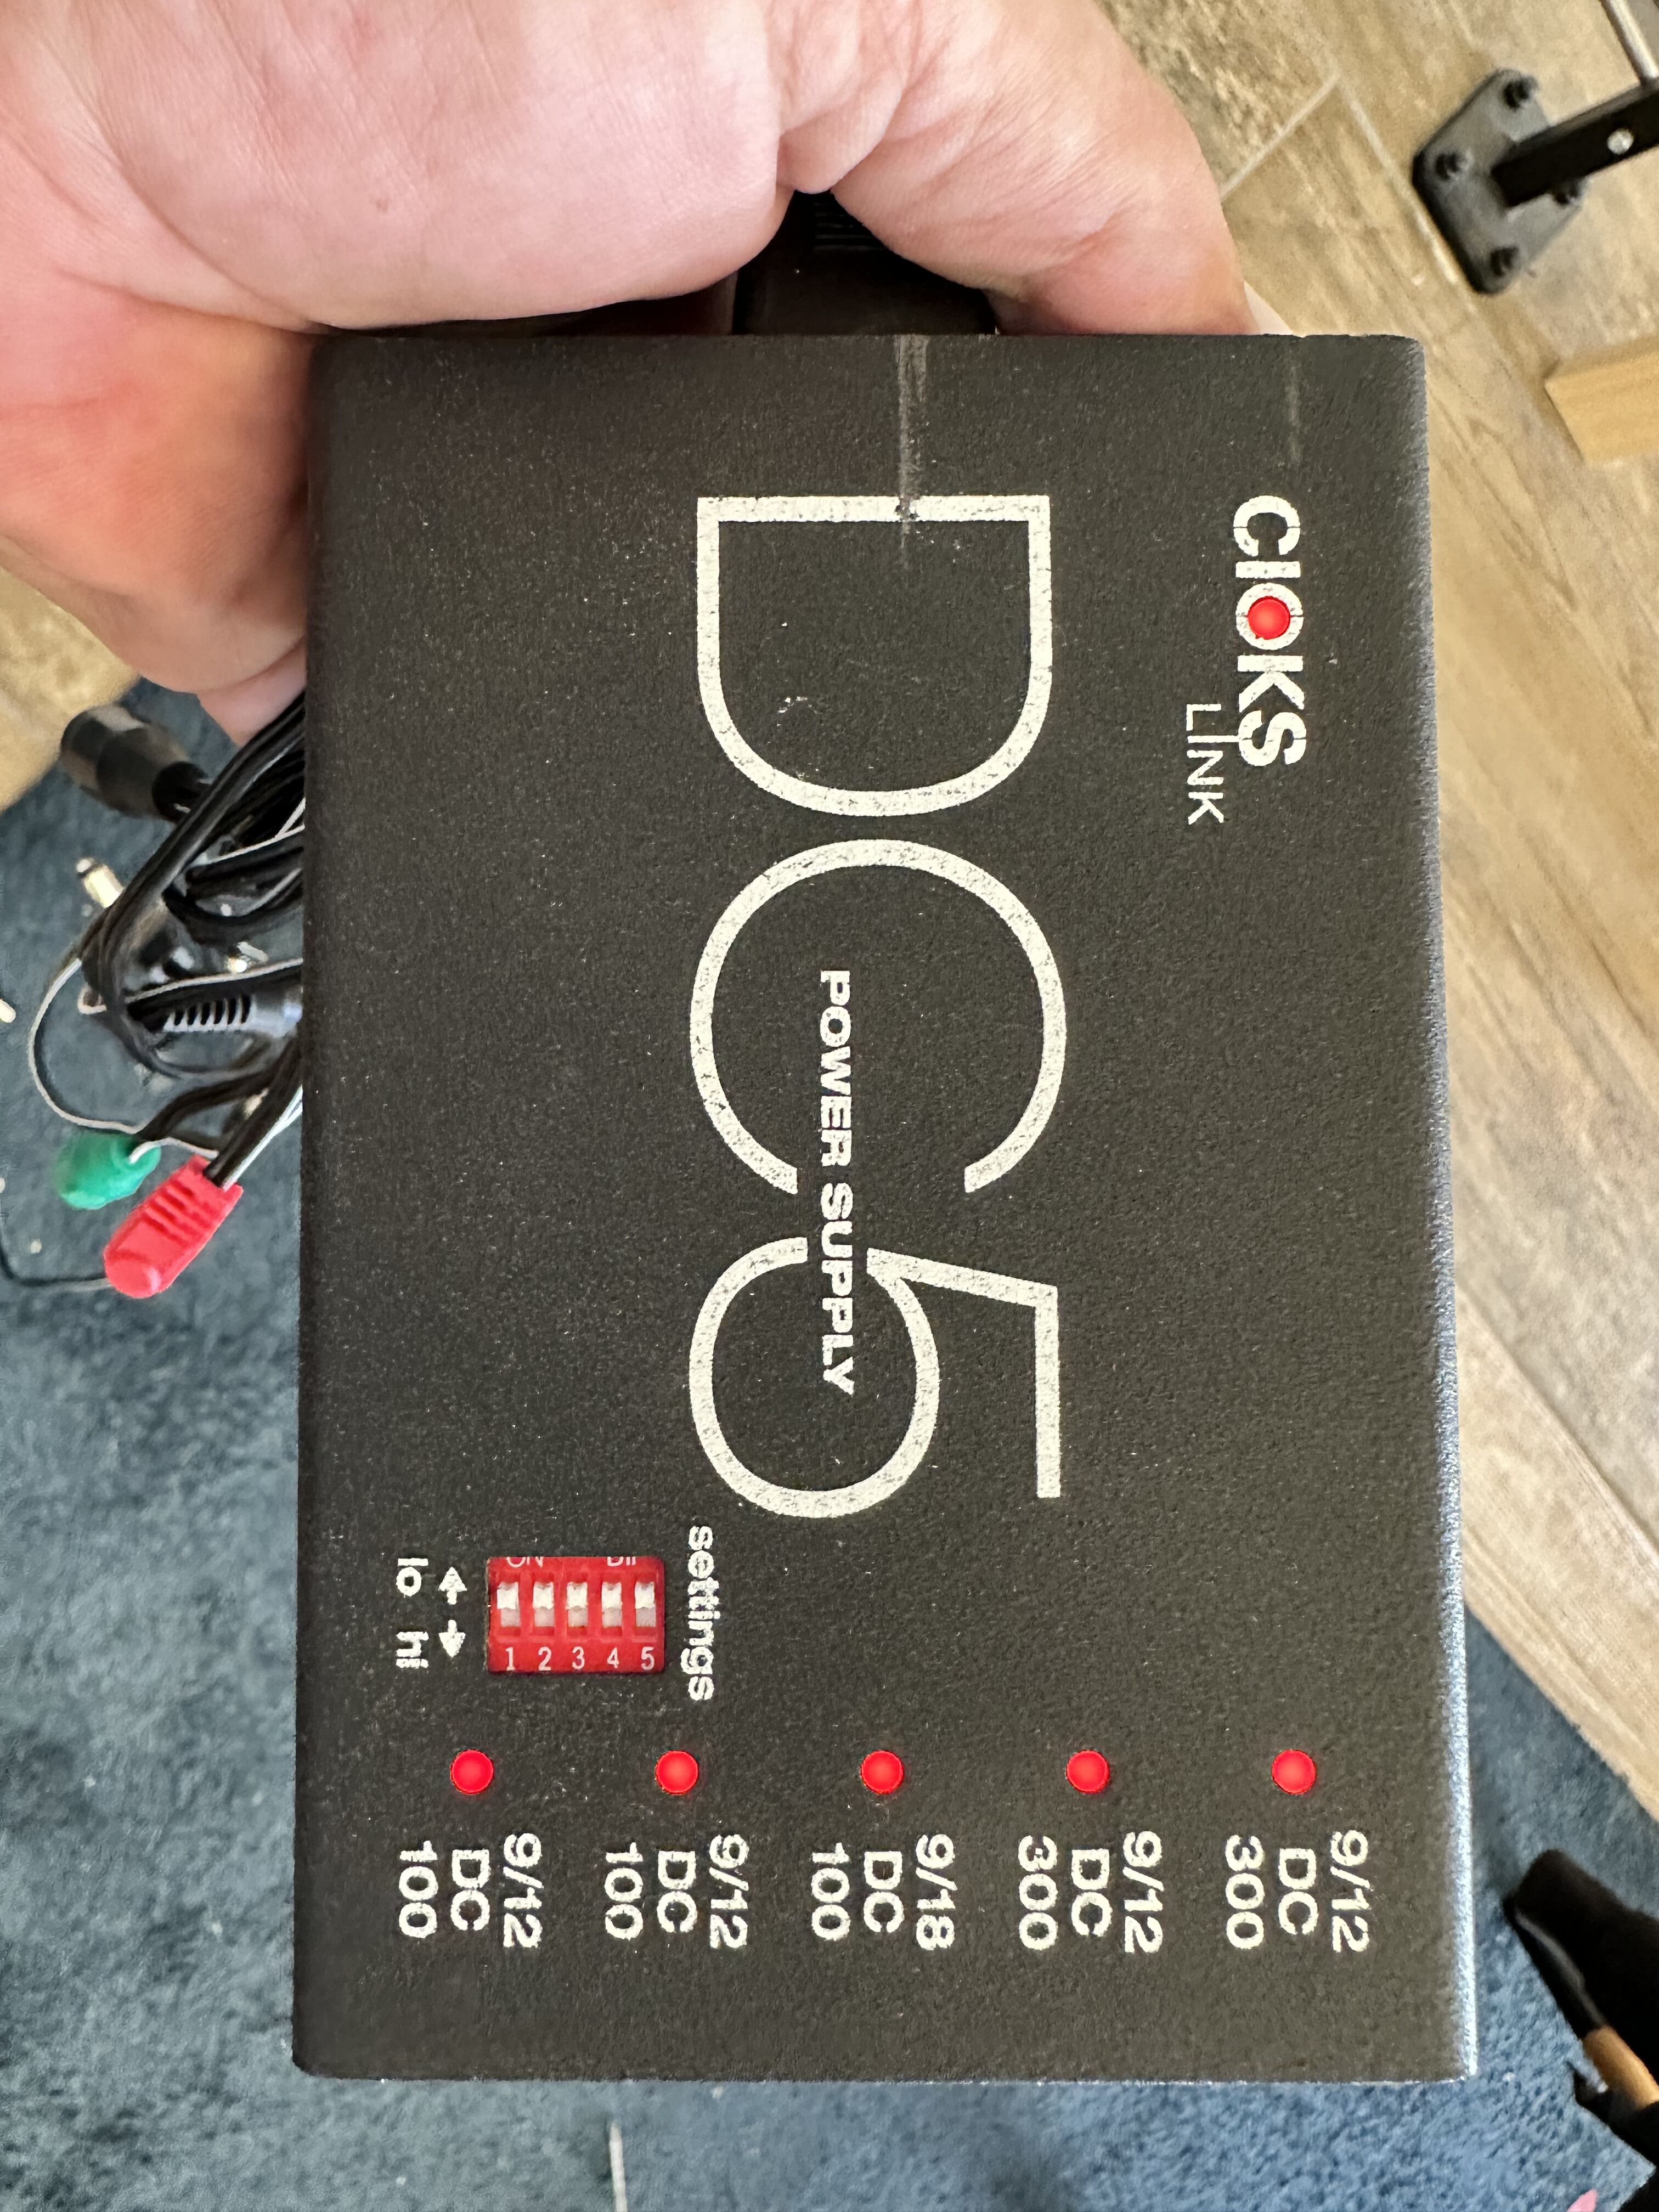 CIOKS
LINK
DC5
POWER SUPPLY
settings
1 2 3 4 5
lo hi
9/12
DC
300
9/12
DC
300
9/18
DC
100
9/12
DC
100
9/12
DC
100